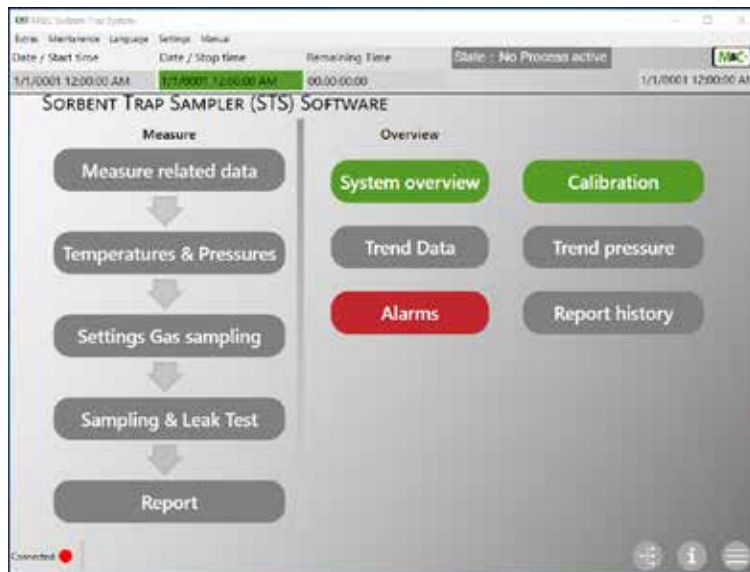 Sorbent Trap System
Extras Maintenance Language Settings Manual
Date / Start time Date / Stop time Remaining Time State : No Process active
1/1/0001 12:00:00 AM 1/1/0001 12:00:00 AM 00:00:00:00 1/1/0001 12:00:00 AM
SORBENT TRAP SAMPLER (STS) SOFTWARE
Measure Overview
Measure related data
System overview Calibration
Temperatures & Pressures
Trend Data Trend pressure
Settings Gas sampling
Alarms Report history
Sampling & Leak Test
Report
Connected